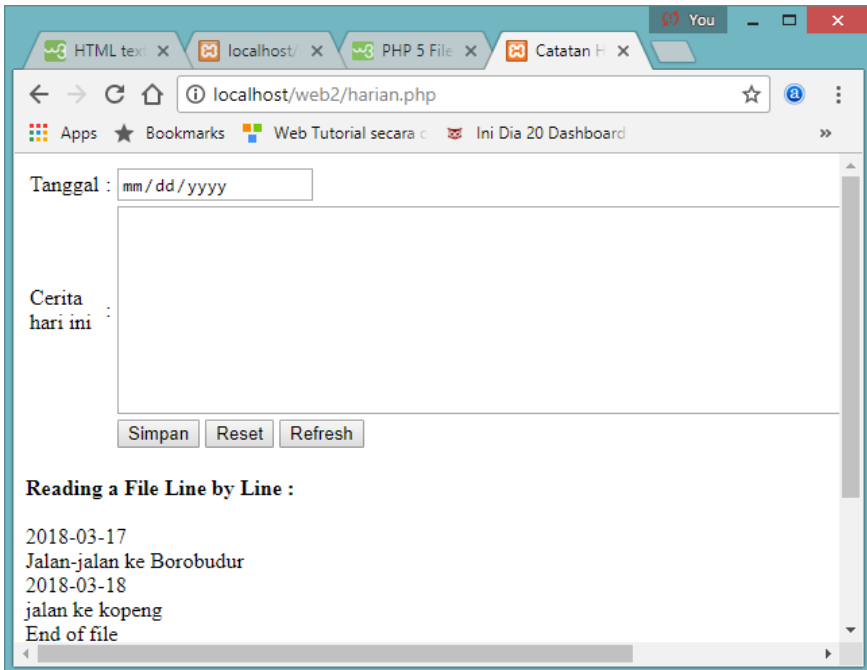 You
HTML text
localhost/
PHP 5 File
Catatan H
localhost/web2/harian.php
Apps
Bookmarks
Web Tutorial secara
Ini Dia 20 Dashboard
»
Tanggal : mm/dd/yyyy
Cerita
hari ini :
Simpan Reset Refresh
Reading a File Line by Line :
2018-03-17
Jalan-jalan ke Borobudur
2018-03-18
jalan ke kopeng
End of file